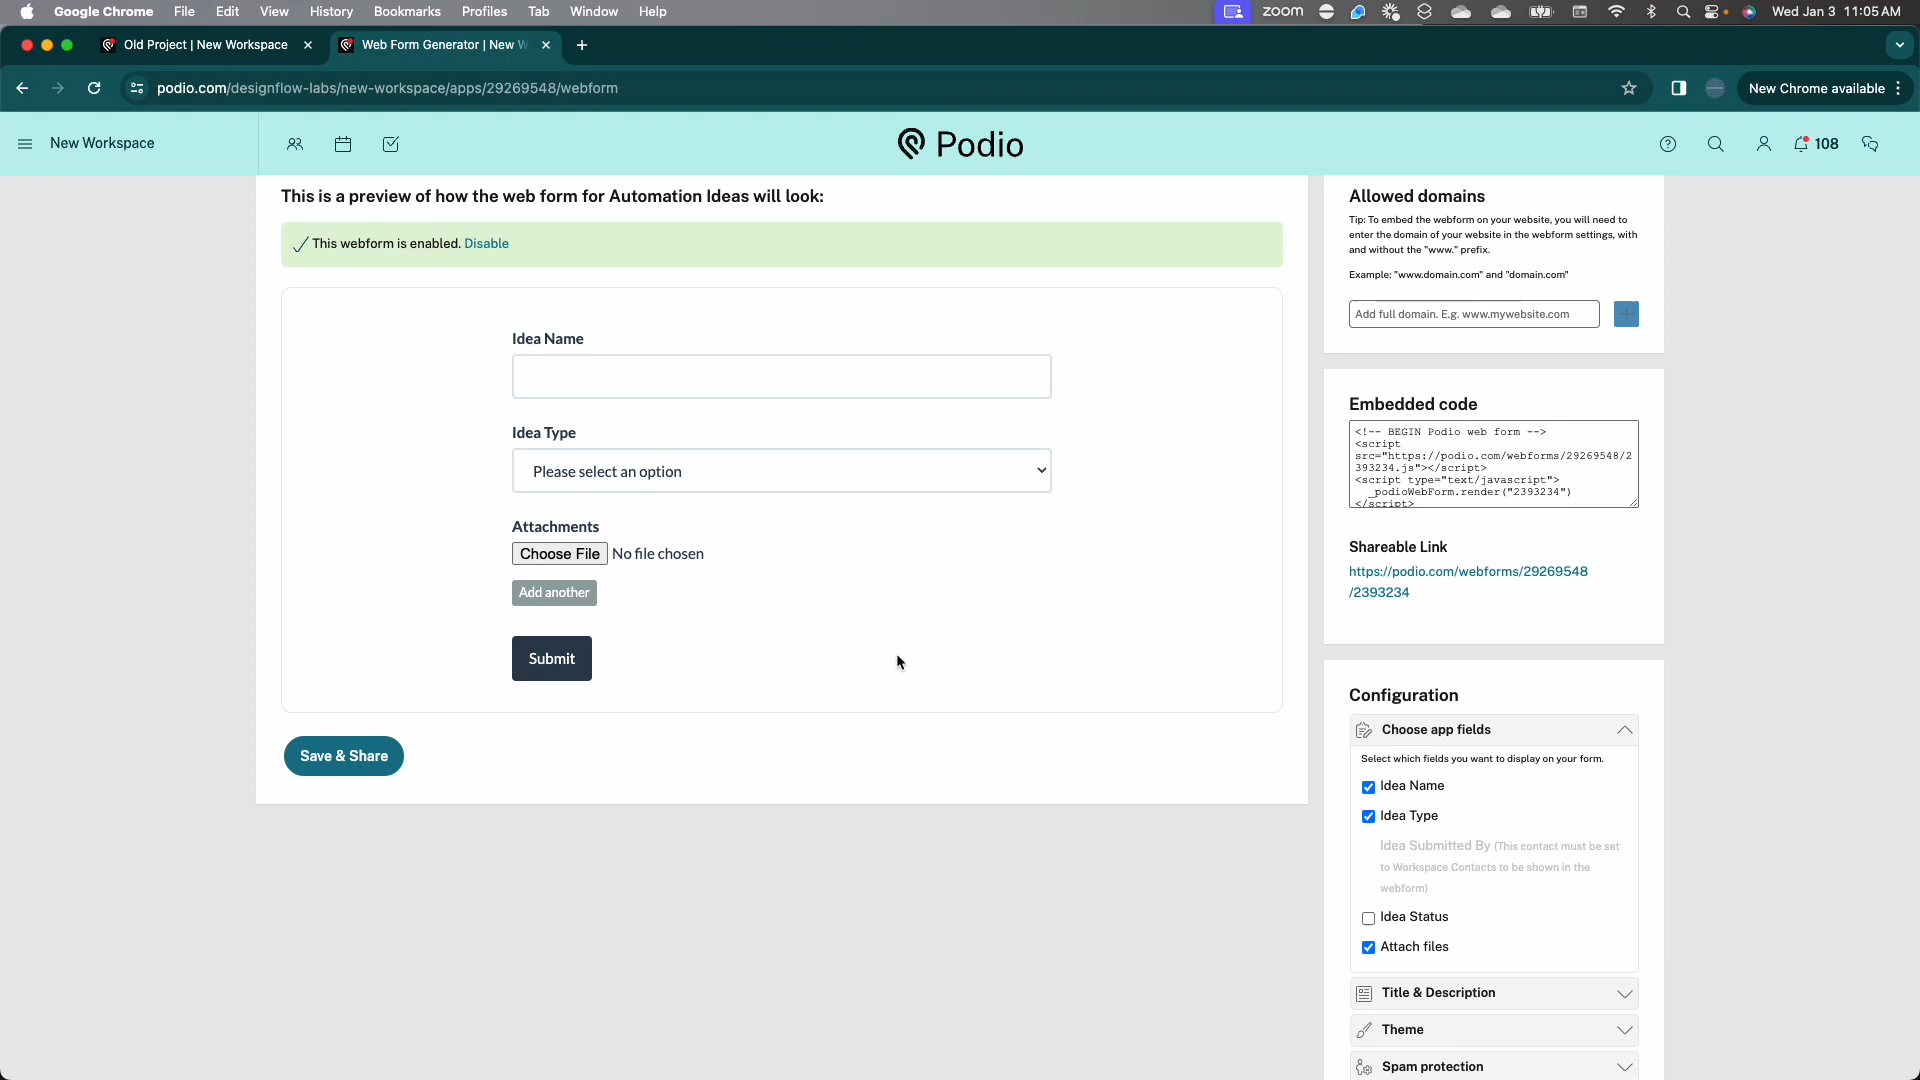 Google Chrome File Edit View History Bookmarks Profiles Tab Window Help zoom Wed Jan 3 11:05 AM
Old Project | New Workspace
Web Form Generator | New W
podio.com/designflow-labs/new-workspace/apps/29269548/webform
New Chrome available
New Workspace
Podio
108
This is a preview of how the web form for Automation Ideas will look:
This webform is enabled. Disable
Idea Name
Idea Type
Please select an option
Attachments
Choose File No file chosen
Add another
Submit
Save & Share
Allowed domains
Tip: To embed the webform on your website, you will need to
enter the domain of your website in the webform settings, with
and without the "www." prefix.
Example: "www.domain.com" and "domain.com"
Add full domain. E.g. www.mywebsite.com
Embedded code
<!-- BEGIN Podio web form -->
<script
src="https://podio.com/webforms/29269548/2
393234.js"></script>
<script type="text/javascript">
_podioWebForm.render("2393234")
</script>
Shareable Link
https://podio.com/webforms/29269548
/2393234
Configuration
Choose app fields
Select which fields you want to display on your form.
Idea Name
Idea Type
Idea Submitted By (This contact must be set
to Workspace Contacts to be shown in the
webform)
Idea Status
Attach files
Title & Description
Theme
Spam protection